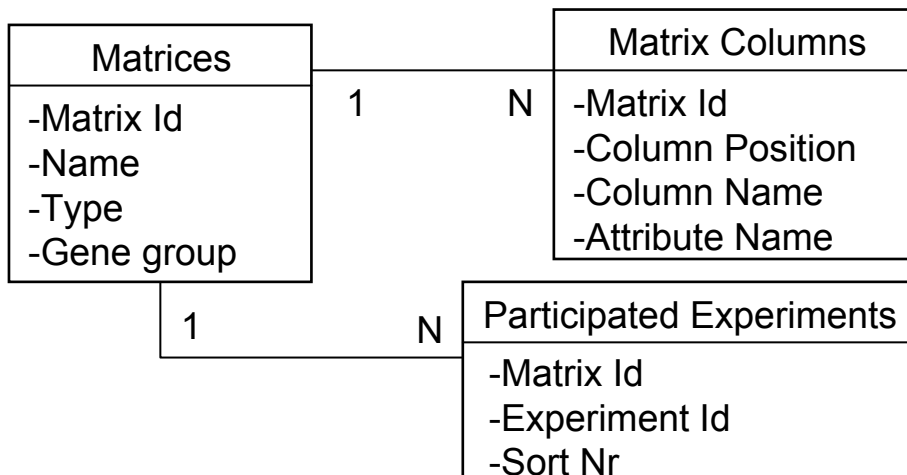 Matrices
-Matrix Id
-Name
-Type
-Gene group
1
N
Matrix Columns
-Matrix Id
-Column Position
-Column Name
-Attribute Name
1
N
Participated Experiments
-Matrix Id
-Experiment Id
-Sort Nr